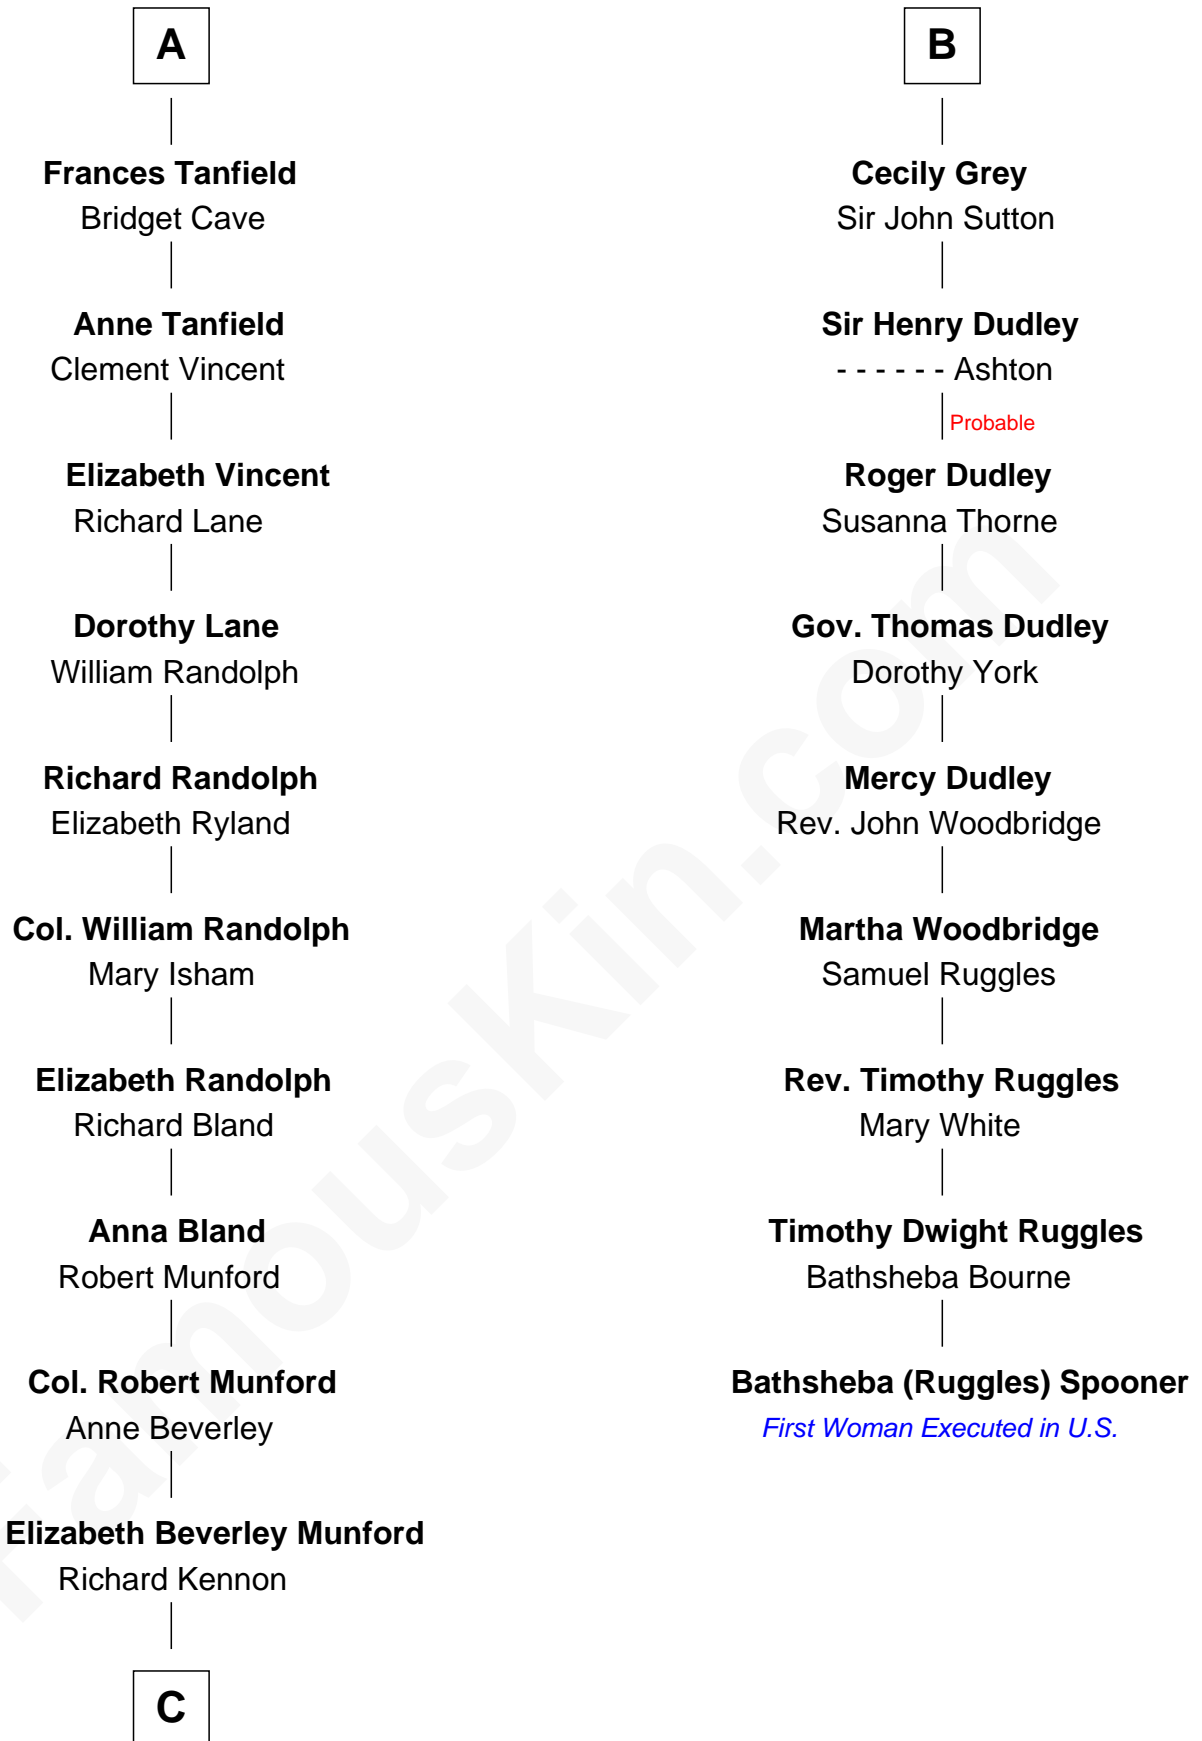 A
Frances Tanfield
Bridget Cave
Anne Tanfield
Clement Vincent
Elizabeth Vincent
Richard Lane
Dorothy Lane
William Randolph
Richard Randolph
Elizabeth Ryland
Col. William Randolph
Mary Isham
Elizabeth Randolph
Richard Bland
Anna Bland
Robert Munford
Col. Robert Munford
Anne Beverley
Elizabeth Beverley Munford
Richard Kennon
C
B
Cecily Grey
Sir John Sutton
Sir Henry Dudley
- - - - - - Ashton
Probable
Roger Dudley
Susanna Thorne
Gov. Thomas Dudley
Dorothy York
Mercy Dudley
Rev. John Woodbridge
Martha Woodbridge
Samuel Ruggles
Rev. Timothy Ruggles
Mary White
Timothy Dwight Ruggles
Bathsheba Bourne
Bathsheba (Ruggles) Spooner
First Woman Executed in U.S.
FamousKin.com